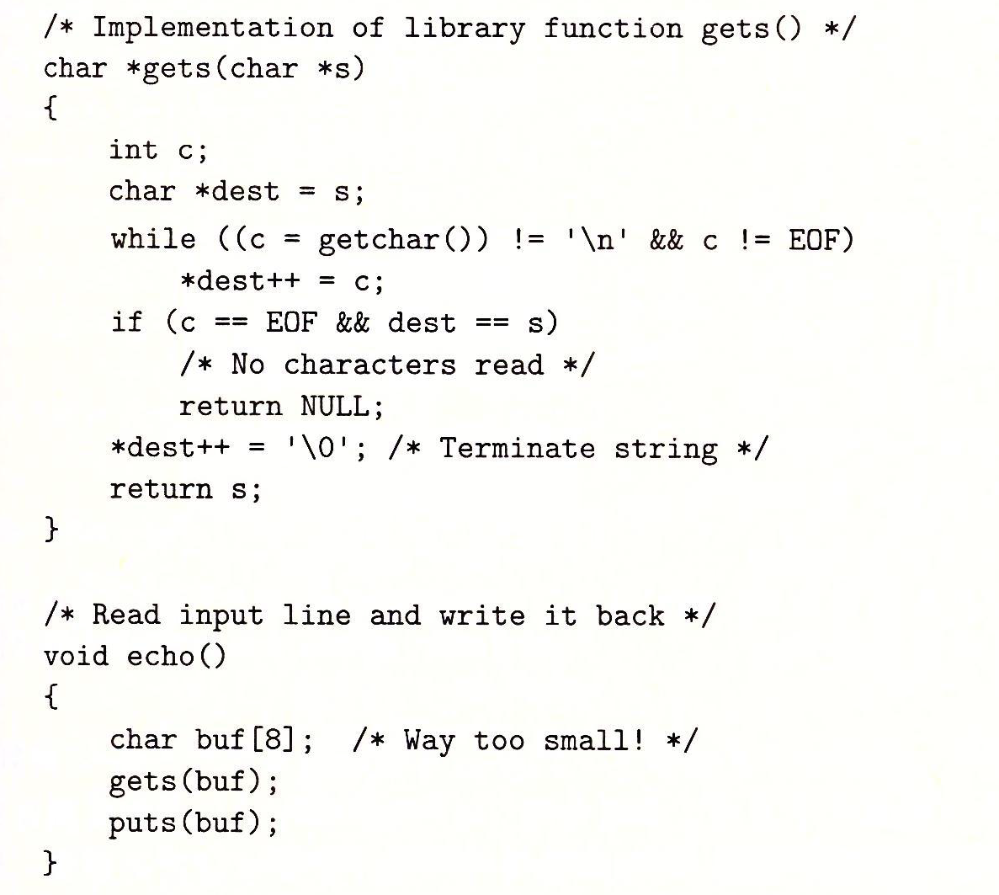 /* Implementation of library function gets() */
char *gets(char *s)
{
    int c;
    char *dest = s;
    while ((c = getchar()) != '\n' && c != EOF)
        *dest++ = c;
    if (c == EOF && dest == s)
        /* No characters read */
        return NULL;
    *dest++ = '\0'; /* Terminate string */
    return s;
}

/* Read input line and write it back */
void echo()
{
    char buf[8];  /* Way too small! */
    gets(buf);
    puts(buf);
}